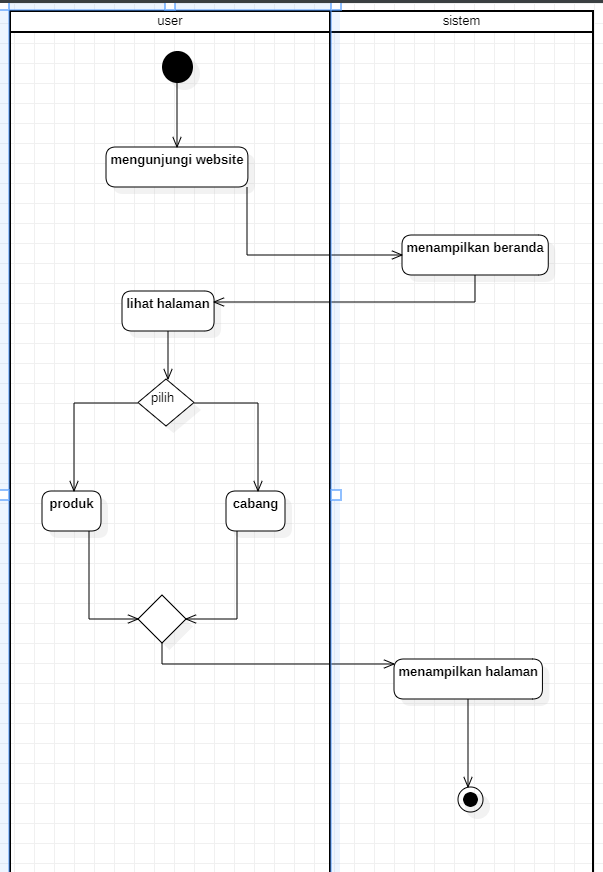 user
sistem
mengunjungi website
menampilkan beranda
lihat halaman
pilih
produk
cabang
menampilkan halaman